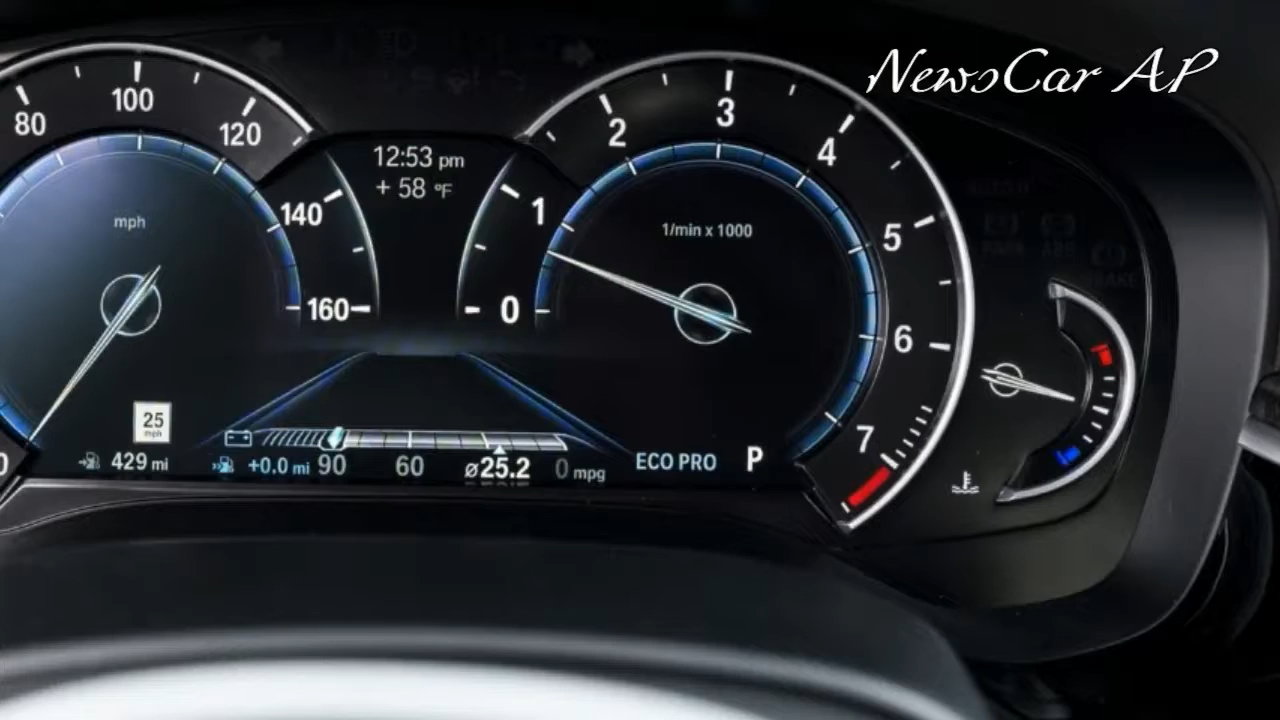 NewsCar AP
80
100
120
140
160
mph
12:53 pm
+ 58 °F
0
1
2
3
4
5
6
7
1/min x 1000
25
mph
429 mi
+0.0 mi
90
60
ø25.2
0 mpg
ECO PRO
P
0